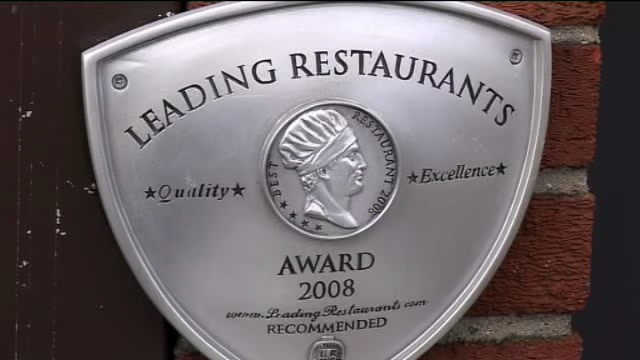 LEADING RESTAURANTS
BEST RESTAURANT 2008
★Quality★
★Excellence★
AWARD
2008
www.LeadingRestaurants.com
RECOMMENDED